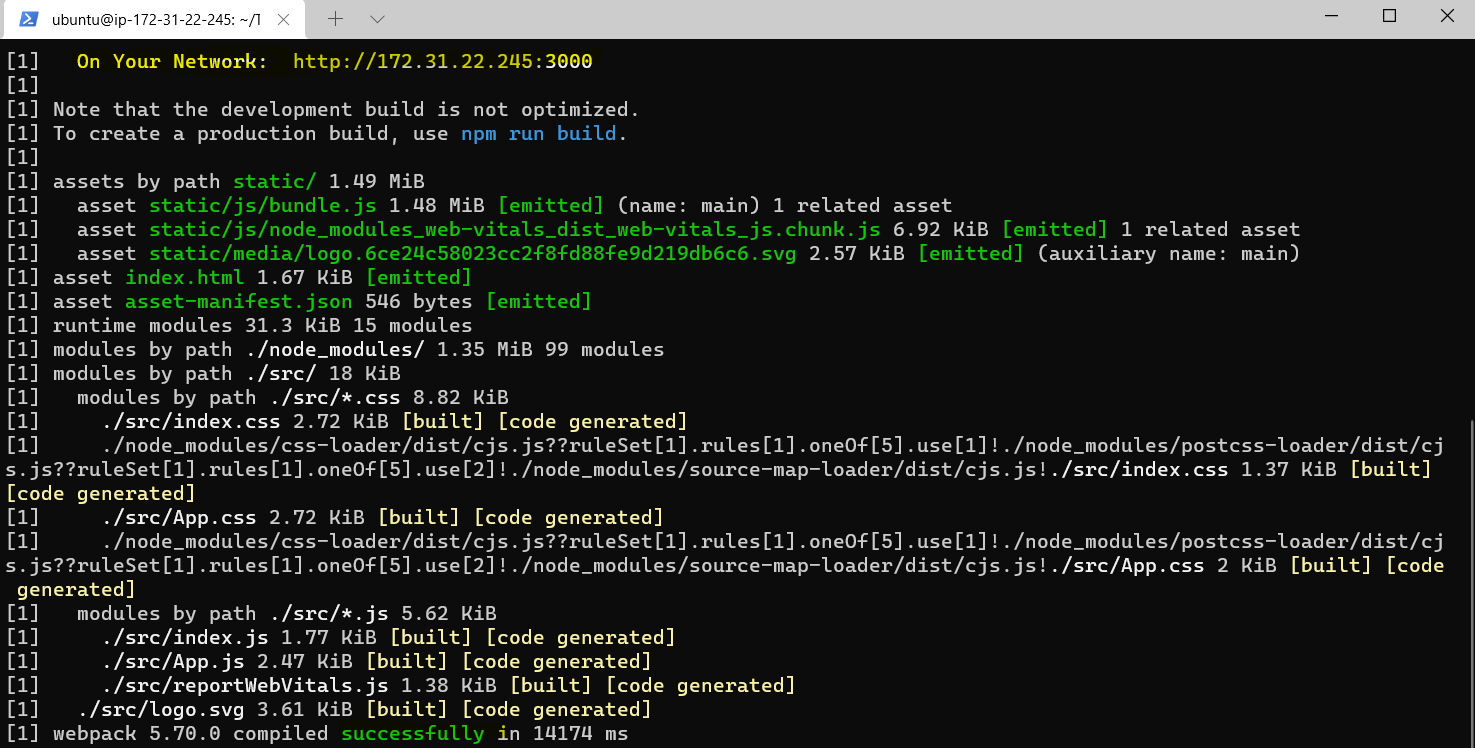 ubuntu@ip-172-31-22-245: ~/T
[1]   On Your Network:  http://172.31.22.245:3000
[1]
[1] Note that the development build is not optimized.
[1] To create a production build, use npm run build.
[1]
[1] assets by path static/ 1.49 MiB
[1]   asset static/js/bundle.js 1.48 MiB [emitted] (name: main) 1 related asset
[1]   asset static/js/node_modules_web-vitals_dist_web-vitals_js.chunk.js 6.92 KiB [emitted] 1 related asset
[1]   asset static/media/logo.6ce24c58023cc2f8fd88fe9d219db6c6.svg 2.57 KiB [emitted] (auxiliary name: main)
[1] asset index.html 1.67 KiB [emitted]
[1] asset asset-manifest.json 546 bytes [emitted]
[1] runtime modules 31.3 KiB 15 modules
[1] modules by path ./node_modules/ 1.35 MiB 99 modules
[1] modules by path ./src/ 18 KiB
[1]   modules by path ./src/*.css 8.82 KiB
[1]     ./src/index.css 2.72 KiB [built] [code generated]
[1]     ./node_modules/css-loader/dist/cjs.js??ruleSet[1].rules[1].oneOf[5].use[1]!./node_modules/postcss-loader/dist/cj
s.js??ruleSet[1].rules[1].oneOf[5].use[2]!./node_modules/source-map-loader/dist/cjs.js!./src/index.css 1.37 KiB [built]
[code generated]
[1]     ./src/App.css 2.72 KiB [built] [code generated]
[1]     ./node_modules/css-loader/dist/cjs.js??ruleSet[1].rules[1].oneOf[5].use[1]!./node_modules/postcss-loader/dist/cj
s.js??ruleSet[1].rules[1].oneOf[5].use[2]!./node_modules/source-map-loader/dist/cjs.js!./src/App.css 2 KiB [built] [code
 generated]
[1]   modules by path ./src/*.js 5.62 KiB
[1]     ./src/index.js 1.77 KiB [built] [code generated]
[1]     ./src/App.js 2.47 KiB [built] [code generated]
[1]     ./src/reportWebVitals.js 1.38 KiB [built] [code generated]
[1]   ./src/logo.svg 3.61 KiB [built] [code generated]
[1] webpack 5.70.0 compiled successfully in 14174 ms